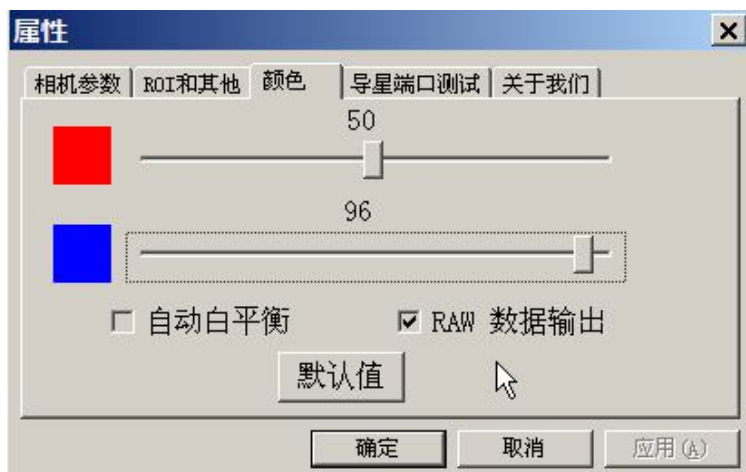 属性
相机参数 ROI和其他 颜色 导星端口测试 关于我们
50
96
自动白平衡 RAW 数据输出
默认值
确定 取消 应用(A)